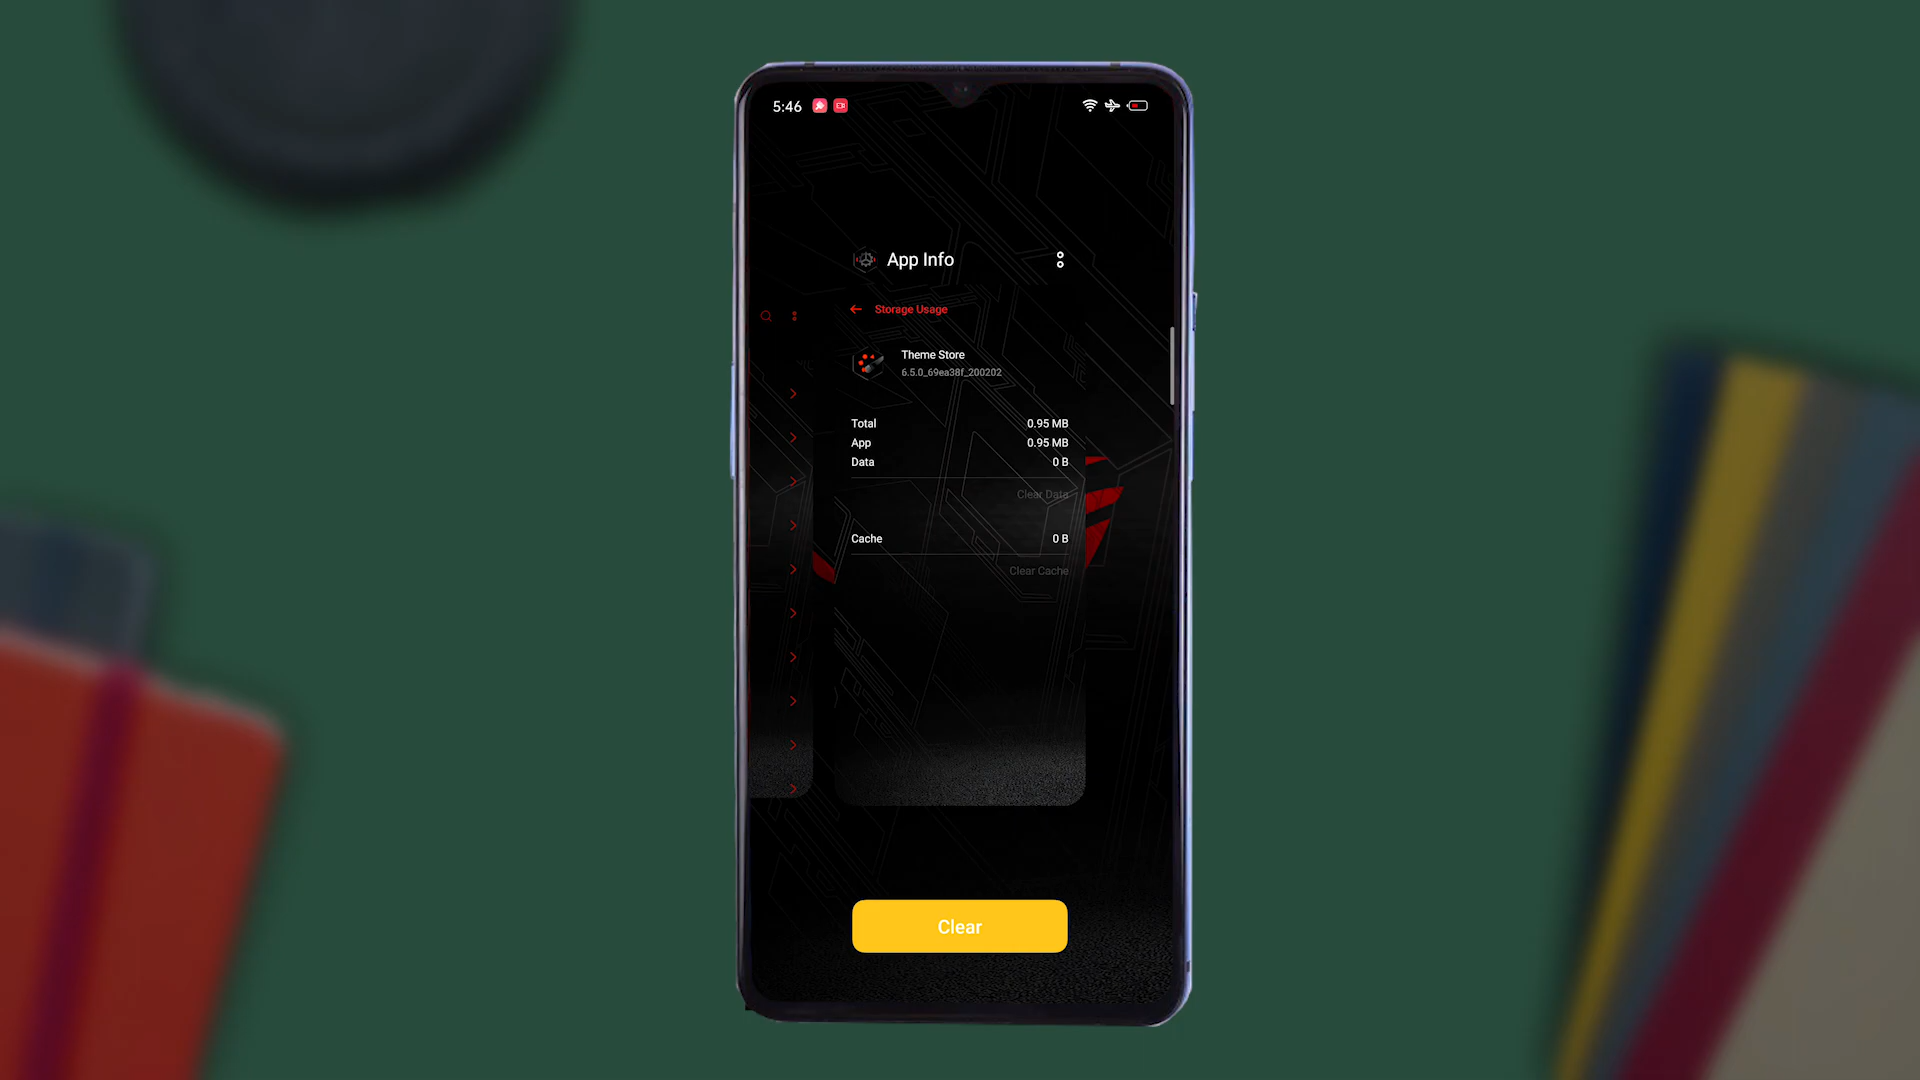 5:46
App Info
Storage Usage
Theme Store
6.5.0_69ea38f_200202
Total 0.95 MB
App 0.95 MB
Data 0 B
Clear Data
Cache 0 B
Clear Cache
Clear